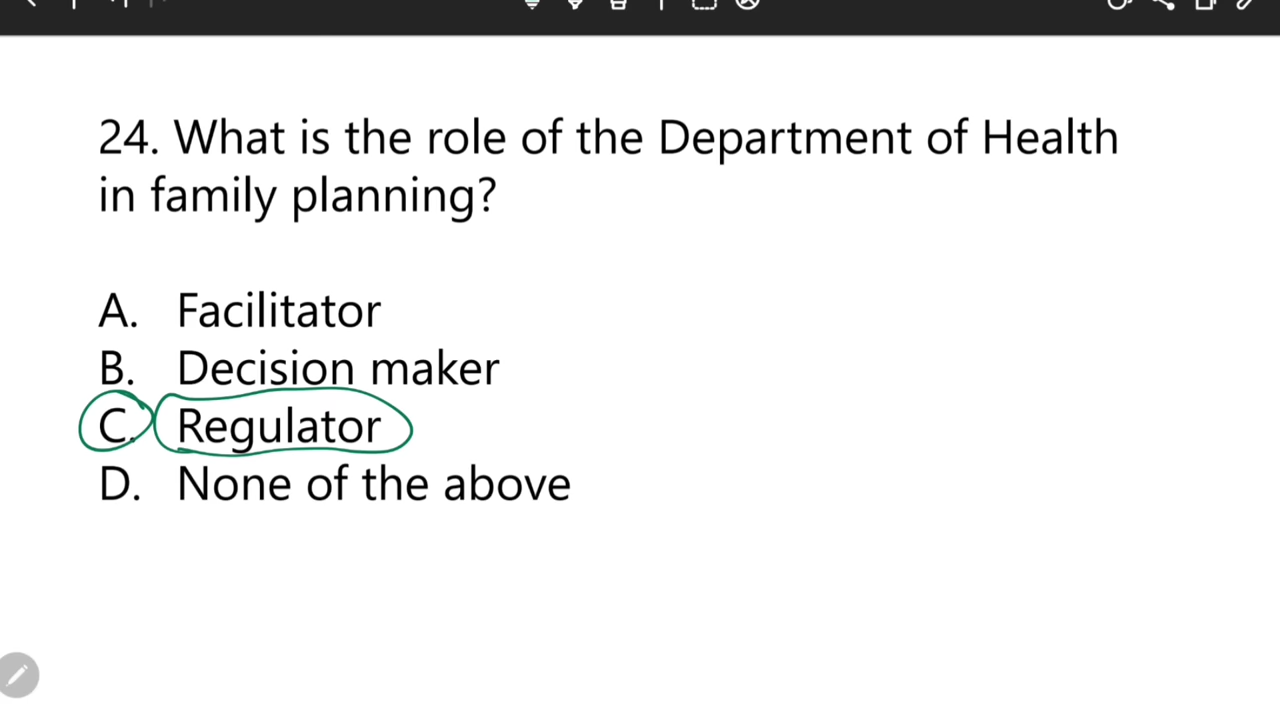 24. What is the role of the Department of Health
in family planning?
A. Facilitator
B. Decision maker
C. Regulator
D. None of the above